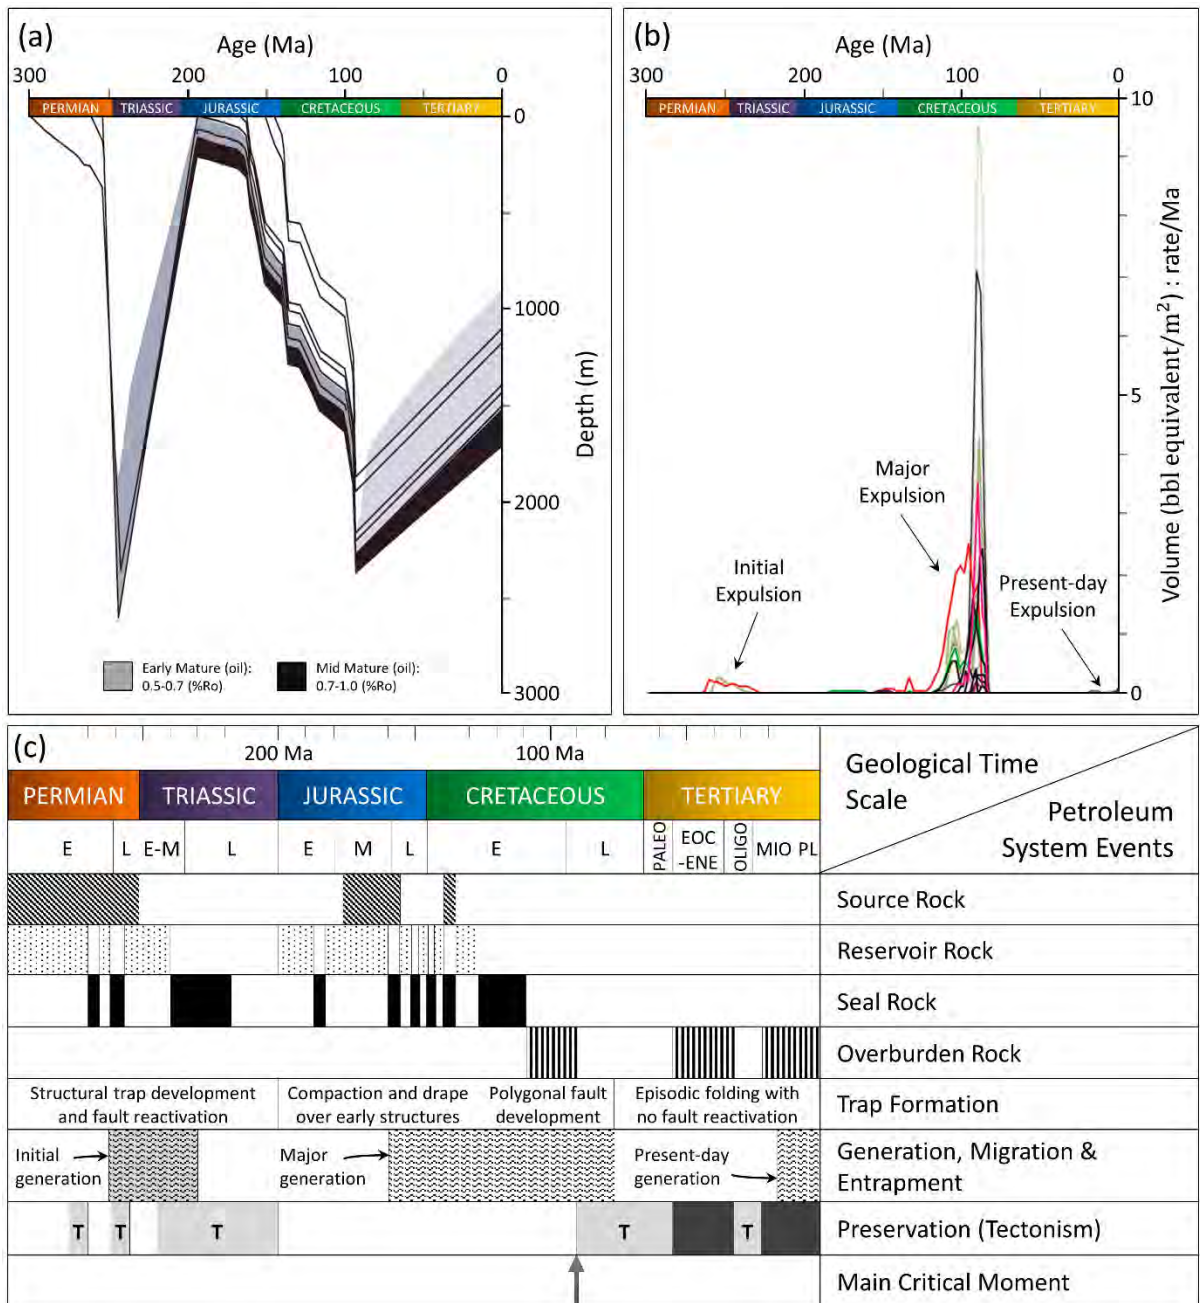 (a)
Age (Ma)
300 200 100 0
PERMIAN TRIASSIC JURASSIC CRETACEOUS TERTIARY
0
1000
2000
3000
Depth (m)
Early Mature (oil):
0.5-0.7 (%Ro)
Mid Mature (oil):
0.7-1.0 (%Ro)
(b)
Age (Ma)
300 200 100 0
PERMIAN TRIASSIC JURASSIC CRETACEOUS TERTIARY
10
5
0
Volume (bbl equivalent/m²) : rate/Ma
Major
Expulsion
Initial
Expulsion
Present-day
Expulsion
(c)
200 Ma 100 Ma
PERMIAN TRIASSIC JURASSIC CRETACEOUS TERTIARY
Geological Time
Scale
Petroleum
System Events
E L E-M L E M L E L PALEO EOC
-ENE OLIGO MIO PL
Source Rock
Reservoir Rock
Seal Rock
Overburden Rock
Structural trap development
and fault reactivation
Compaction and drape
over early structures
Polygonal fault
development
Episodic folding with
no fault reactivation
Trap Formation
Initial
generation
Major
generation
Present-day
generation
Generation, Migration &
Entrapment
T T T T T
Preservation (Tectonism)
Main Critical Moment